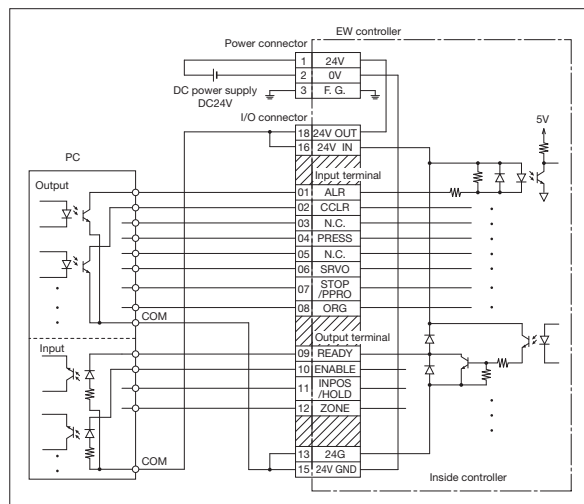 EW controller
Power connector
1 24V
2 0V
3 F. G.
DC power supply
DC24V
I/O connector
18 24V OUT
16 24V IN
5V
PC
Input terminal
Output
01 ALR
02 CCLR
03 N.C.
04 PRESS
05 N.C.
06 SRVO
07 STOP
/PPRO
08 ORG
COM
Output terminal
Input
09 READY
10 ENABLE
11 INPOS
/HOLD
12 ZONE
COM
13 24G
15 24V GND
Inside controller